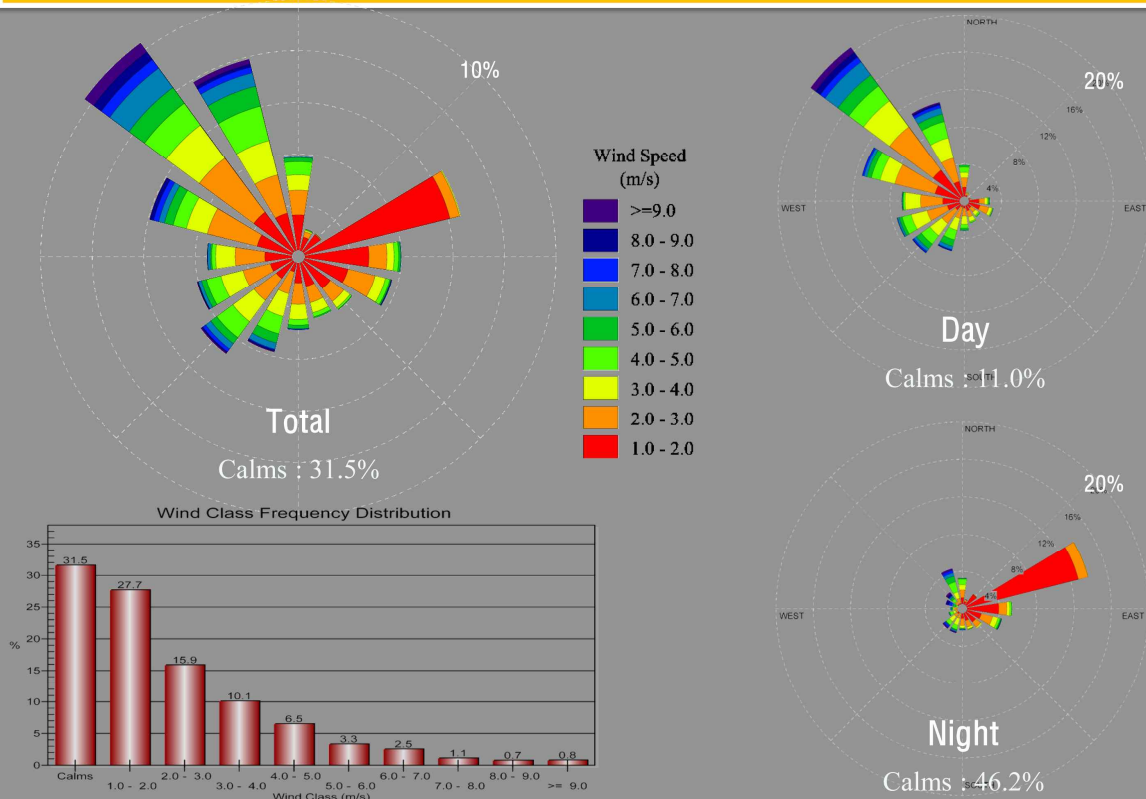 10%
Total
Calms : 31.5%
Wind Speed
(m/s)
>=9.0
8.0 - 9.0
7.0 - 8.0
6.0 - 7.0
5.0 - 6.0
4.0 - 5.0
3.0 - 4.0
2.0 - 3.0
1.0 - 2.0
NORTH
20%
16%
12%
8%
4%
WEST
EAST
Day
SOUTH
Calms : 11.0%
NORTH
20%
16%
12%
8%
4%
WEST
EAST
Night
Calms : 46.2%
Wind Class Frequency Distribution
%
35
30
25
20
15
10
5
0
31.5
27.7
15.9
10.1
6.5
3.3
2.5
1.1
0.7
0.8
Calms
1.0 - 2.0
2.0 - 3.0
3.0 - 4.0
4.0 - 5.0
5.0 - 6.0
6.0 - 7.0
7.0 - 8.0
8.0 - 9.0
>= 9.0
Wind Class (m/s)